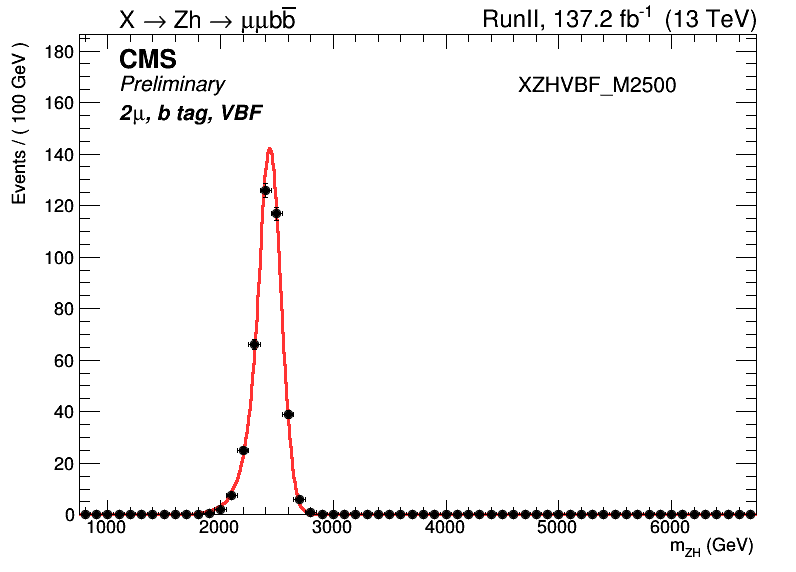 X → Zh → μμbb̅ RunII, 137.2 fb⁻¹ (13 TeV)
CMS
Preliminary
XZHVBF_M2500
2μ, b tag, VBF
Events / ( 100 GeV )
180
160
140
120
100
80
60
40
20
0
1000 2000 3000 4000 5000 6000
m_ZH (GeV)